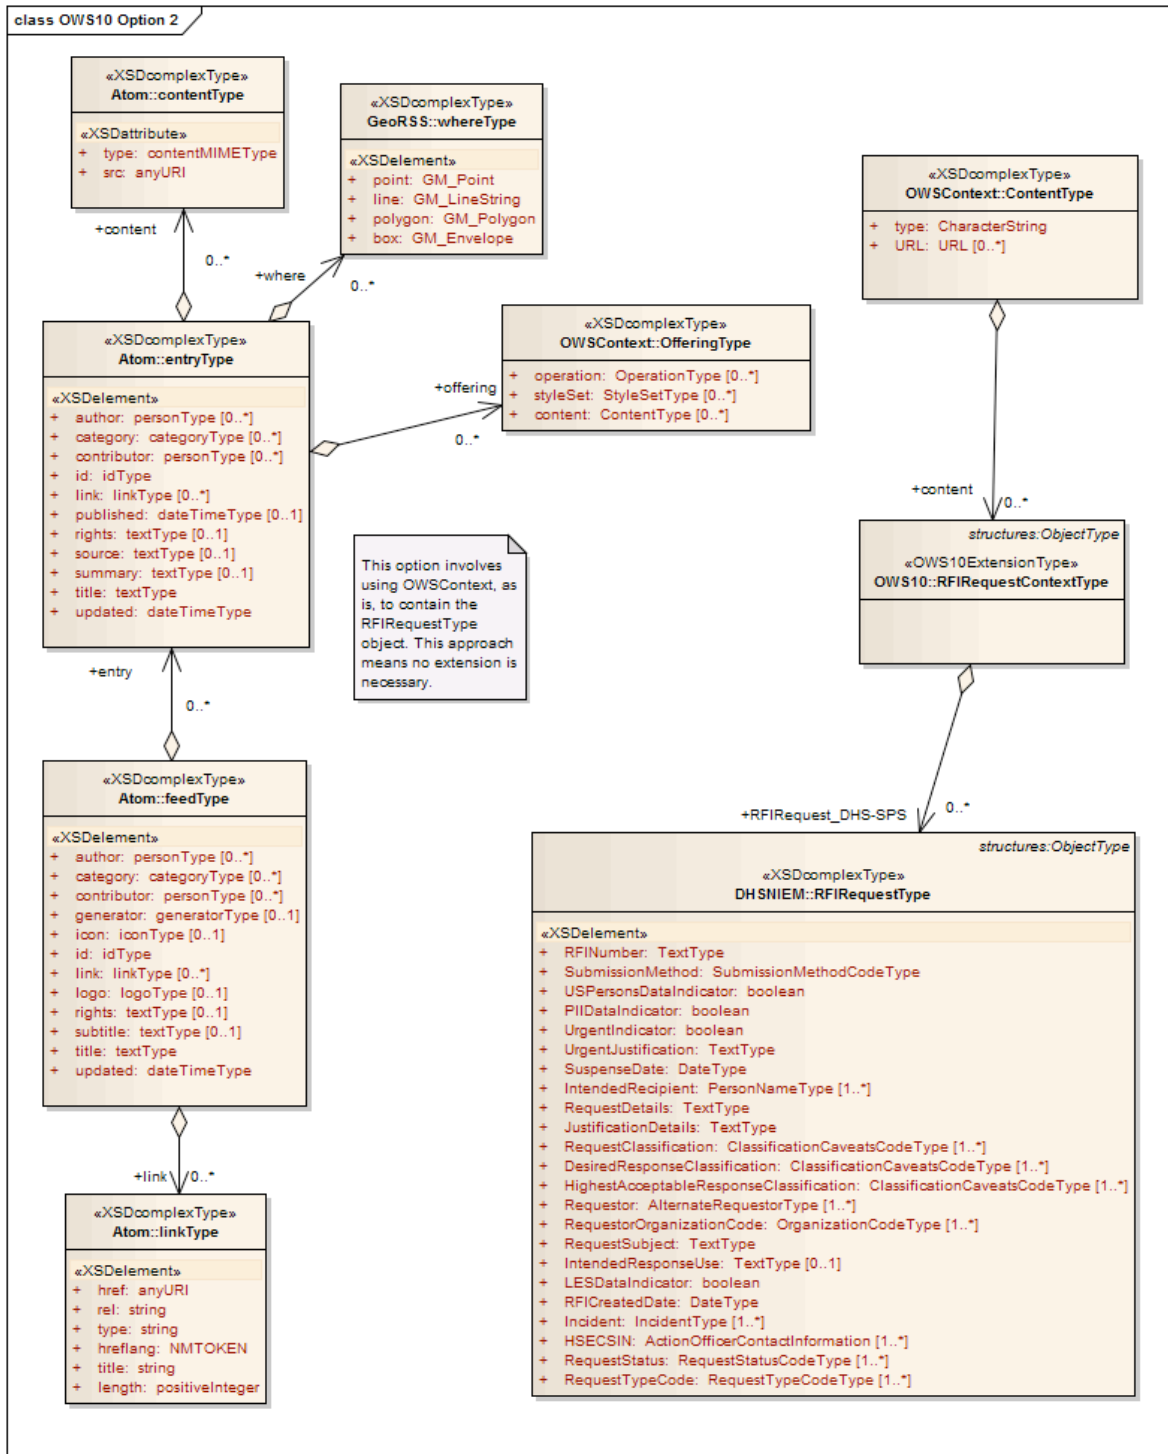 class OWS10 Option 2
«XSDcomplexType»
Atom::contentType
«XSDattribute»
+ type: contentMIMEType
+ src: anyURI
+content
0..*
«XSDcomplexType»
GeoRSS::whereType
«XSDelement»
+ point: GM_Point
+ line: GM_LineString
+ polygon: GM_Polygon
+ box: GM_Envelope
+where
0..*
«XSDcomplexType»
OWSContext::ContentType
+ type: CharacterString
+ URL: URL [0..*]
«XSDcomplexType»
Atom::entryType
«XSDelement»
+ author: personType [0..*]
+ category: categoryType [0..*]
+ contributor: personType [0..*]
+ id: idType
+ link: linkType [0..*]
+ published: dateTimeType [0..1]
+ rights: textType [0..1]
+ source: textType [0..1]
+ summary: textType [0..1]
+ title: textType
+ updated: dateTimeType
+offering
0..*
«XSDcomplexType»
OWSContext::OfferingType
+ operation: OperationType [0..*]
+ styleSet: StyleSetType [0..*]
+ content: ContentType [0..*]
+content
0..*
structures:ObjectType
«OWS10ExtensionType»
OWS10::RFIRequestContextType
This option involves
using OWSContext, as
is, to contain the
RFIRequestType
object. This approach
means no extension is
necessary.
+entry
0..*
«XSDcomplexType»
Atom::feedType
«XSDelement»
+ author: personType [0..*]
+ category: categoryType [0..*]
+ contributor: personType [0..*]
+ generator: generatorType [0..1]
+ icon: iconType [0..1]
+ id: idType
+ link: linkType [0..*]
+ logo: logoType [0..1]
+ rights: textType [0..1]
+ subtitle: textType [0..1]
+ title: textType
+ updated: dateTimeType
+link
0..*
«XSDcomplexType»
Atom::linkType
«XSDelement»
+ href: anyURI
+ rel: string
+ type: string
+ hreflang: NMTOKEN
+ title: string
+ length: positiveInteger
+RFIRequest_DHS-SPS
0..*
structures:ObjectType
«XSDcomplexType»
DHSNIEM::RFIRequestType
«XSDelement»
+ RFINumber: TextType
+ SubmissionMethod: SubmissionMethodCodeType
+ USPersonsDataIndicator: boolean
+ PIIDataIndicator: boolean
+ UrgentIndicator: boolean
+ UrgentJustification: TextType
+ SuspenseDate: DateType
+ IntendedRecipient: PersonNameType [1..*]
+ RequestDetails: TextType
+ JustificationDetails: TextType
+ RequestClassification: ClassificationCaveatsCodeType [1..*]
+ DesiredResponseClassification: ClassificationCaveatsCodeType [1..*]
+ HighestAcceptableResponseClassification: ClassificationCaveatsCodeType [1..*]
+ Requestor: AlternateRequestorType [1..*]
+ RequestorOrganizationCode: OrganizationCodeType [1..*]
+ RequestSubject: TextType
+ IntendedResponseUse: TextType [0..1]
+ LESDataIndicator: boolean
+ RFICreatedDate: DateType
+ Incident: IncidentType [1..*]
+ HSECSIN: ActionOfficerContactInformation [1..*]
+ RequestStatus: RequestStatusCodeType [1..*]
+ RequestTypeCode: RequestTypeCodeType [1..*]